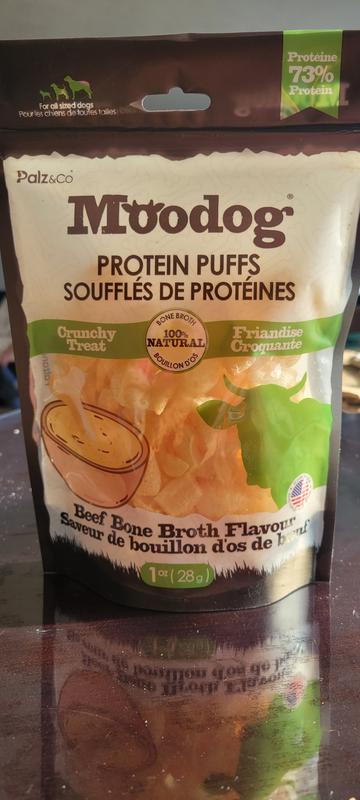 Protéine
73%
Protein
For all sized dogs
Pour les chiens de toutes tailles
Palz&Co
Moodog®
PROTEIN PUFFS
SOUFFLÉS DE PROTÉINES
Crunchy
Treat
BONE BROTH
100%
NATURAL
BOUILLON D'OS
Friandise
Croquante
Beef Bone Broth Flavour
Saveur de bouillon d'os de bœuf
1oz (28g)